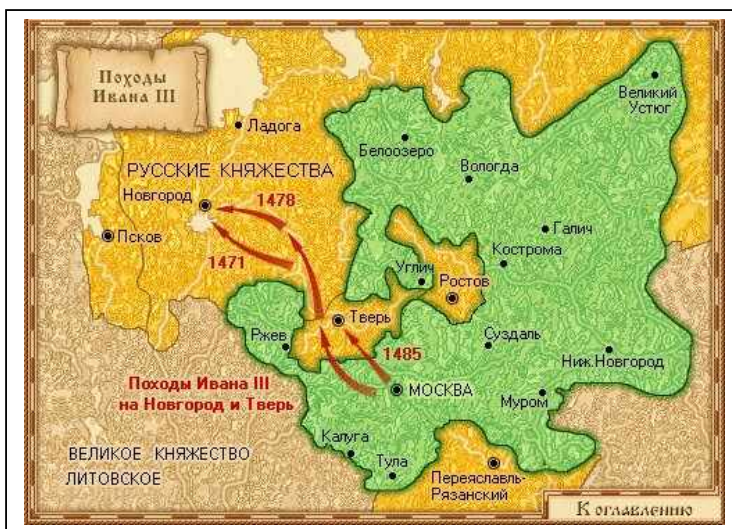 Походы
Ивана III
Великий
Устюг
Ладога
Белоозеро
Вологда
РУССКИЕ КНЯЖЕСТВА
Новгород
1478
Псков
Галич
1471
Кострома
Углич
Ростов
Тверь
Ржев
Суздаль
1485
Ниж.Новгород
Походы Ивана III
на Новгород и Тверь
МОСКВА
Муром
Калуга
ВЕЛИКОЕ КНЯЖЕСТВО
ЛИТОВСКОЕ
Тула
Переяславль-
Рязанский
К оглавлению